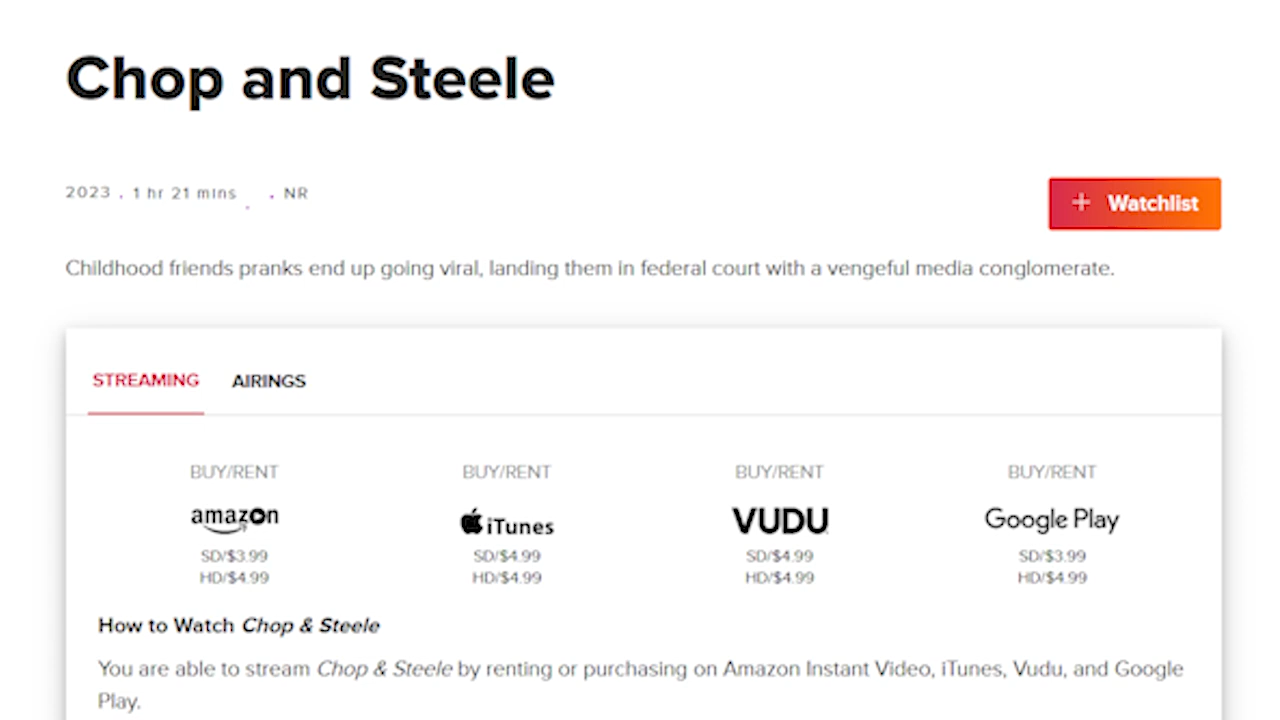 Chop and Steele
2023 . 1 hr 21 mins . . NR
+ Watchlist
Childhood friends pranks end up going viral, landing them in federal court with a vengeful media conglomerate.
STREAMING AIRINGS
BUY/RENT BUY/RENT BUY/RENT BUY/RENT
amazon iTunes VUDU Google Play
SD/$3.99 SD/$4.99 SD/$4.99 SD/$3.99
HD/$4.99 HD/$4.99 HD/$4.99 HD/$4.99
How to Watch Chop & Steele
You are able to stream Chop & Steele by renting or purchasing on Amazon Instant Video, iTunes, Vudu, and Google
Play.